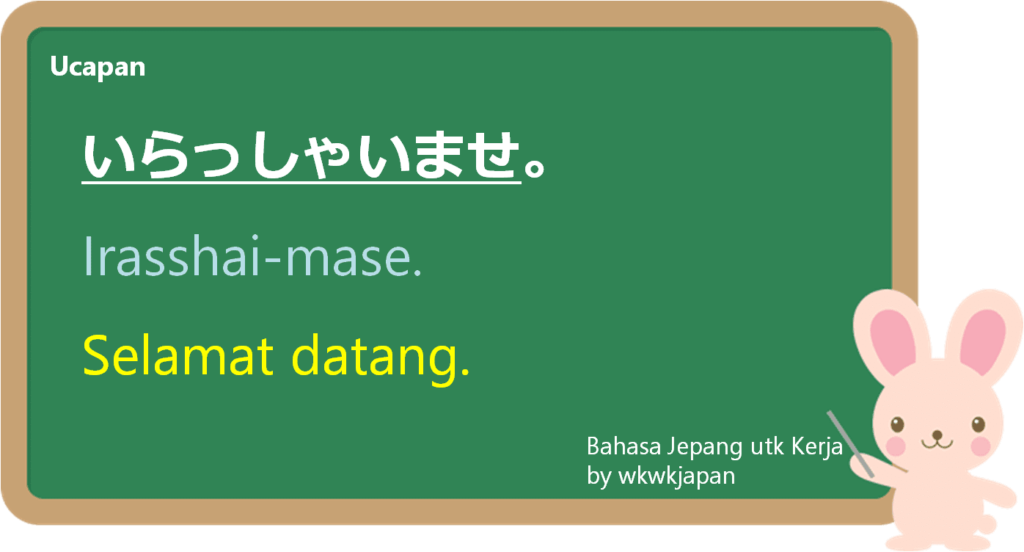 Ucapan
いらっしゃいませ。
Irasshai-mase.
Selamat datang.
Bahasa Jepang utk Kerja
by wkwkjapan